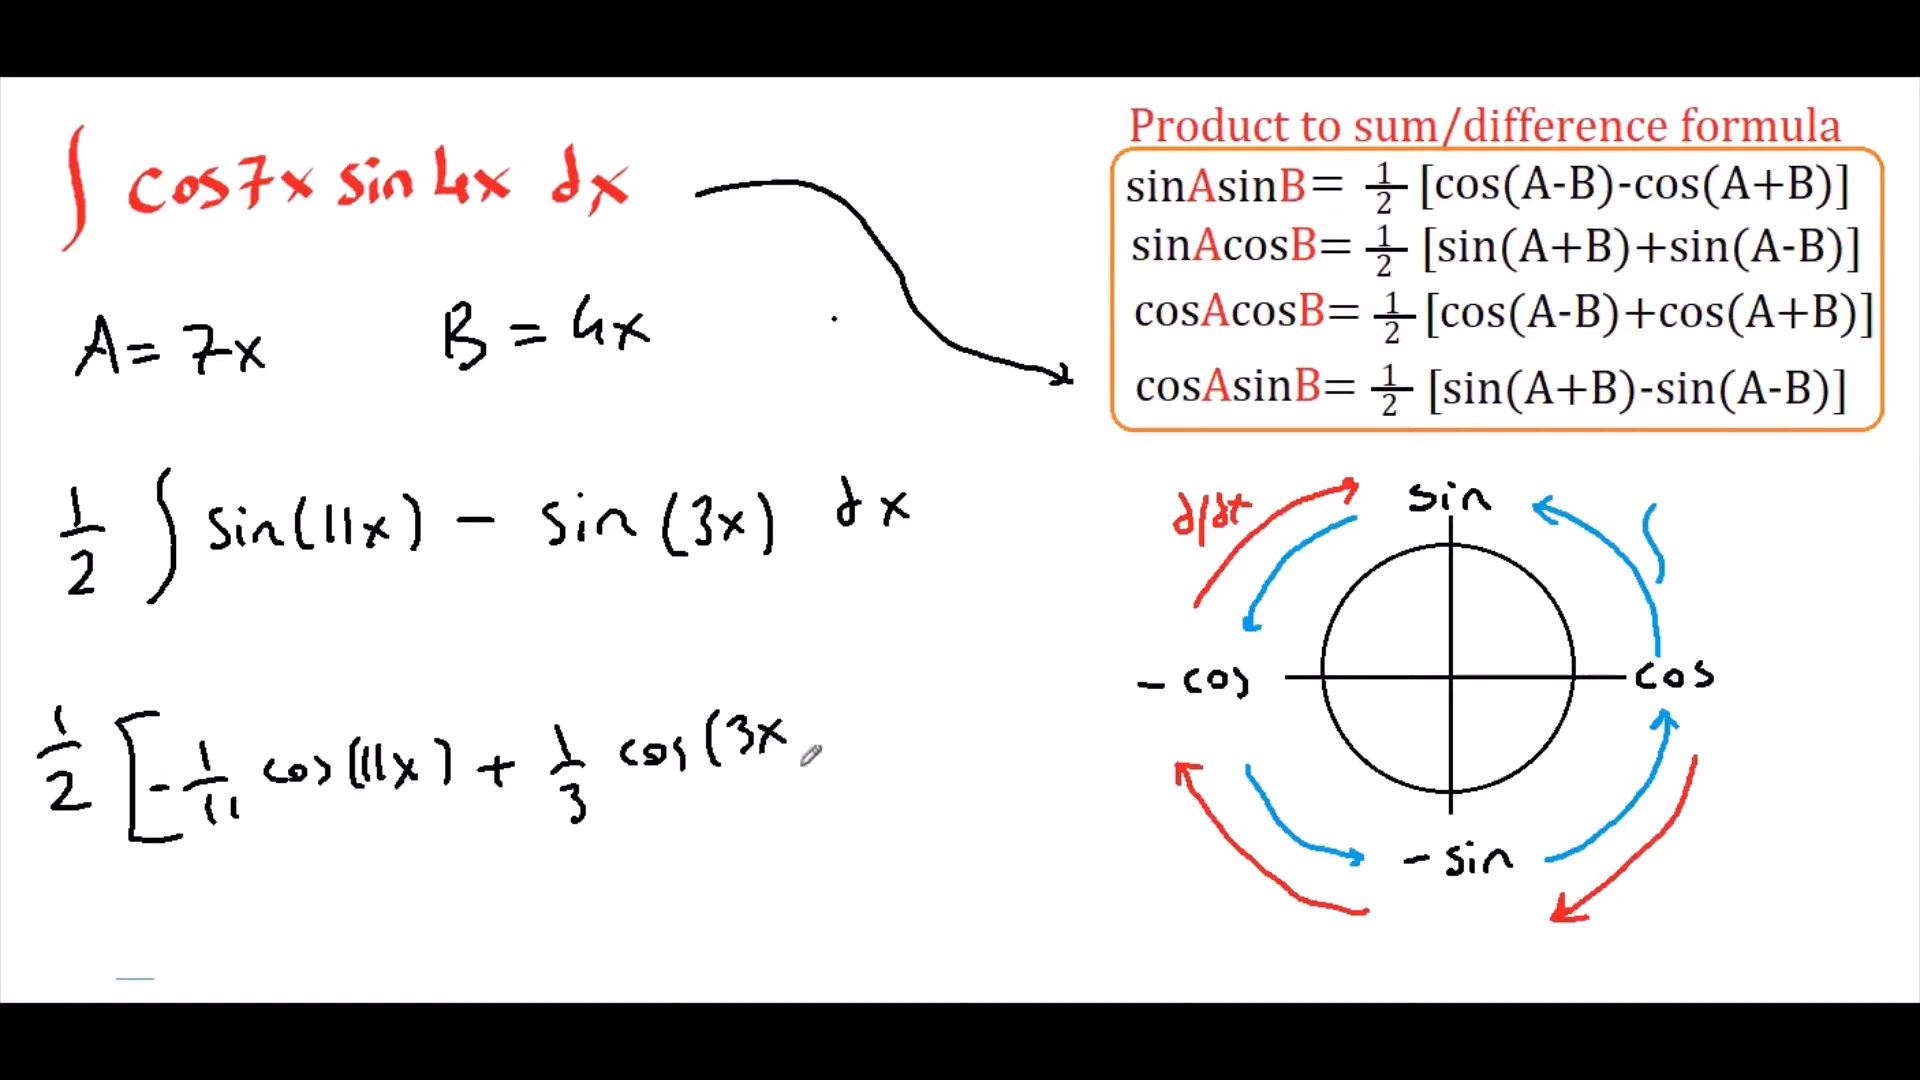 ∫ cos7x sin4x dx
A= 7x B = 4x
1/2 ∫ sin(11x) - sin(3x) dx
1/2 [-1/11 cos(11x) + 1/3 cos(3x
Product to sum/difference formula
sinAsinB= 1/2 [cos(A-B)-cos(A+B)]
sinAcosB= 1/2 [sin(A+B)+sin(A-B)]
cosAcosB= 1/2 [cos(A-B)+cos(A+B)]
cosAsinB= 1/2 [sin(A+B)-sin(A-B)]
d/dt sin ∫
- cos cos
- sin